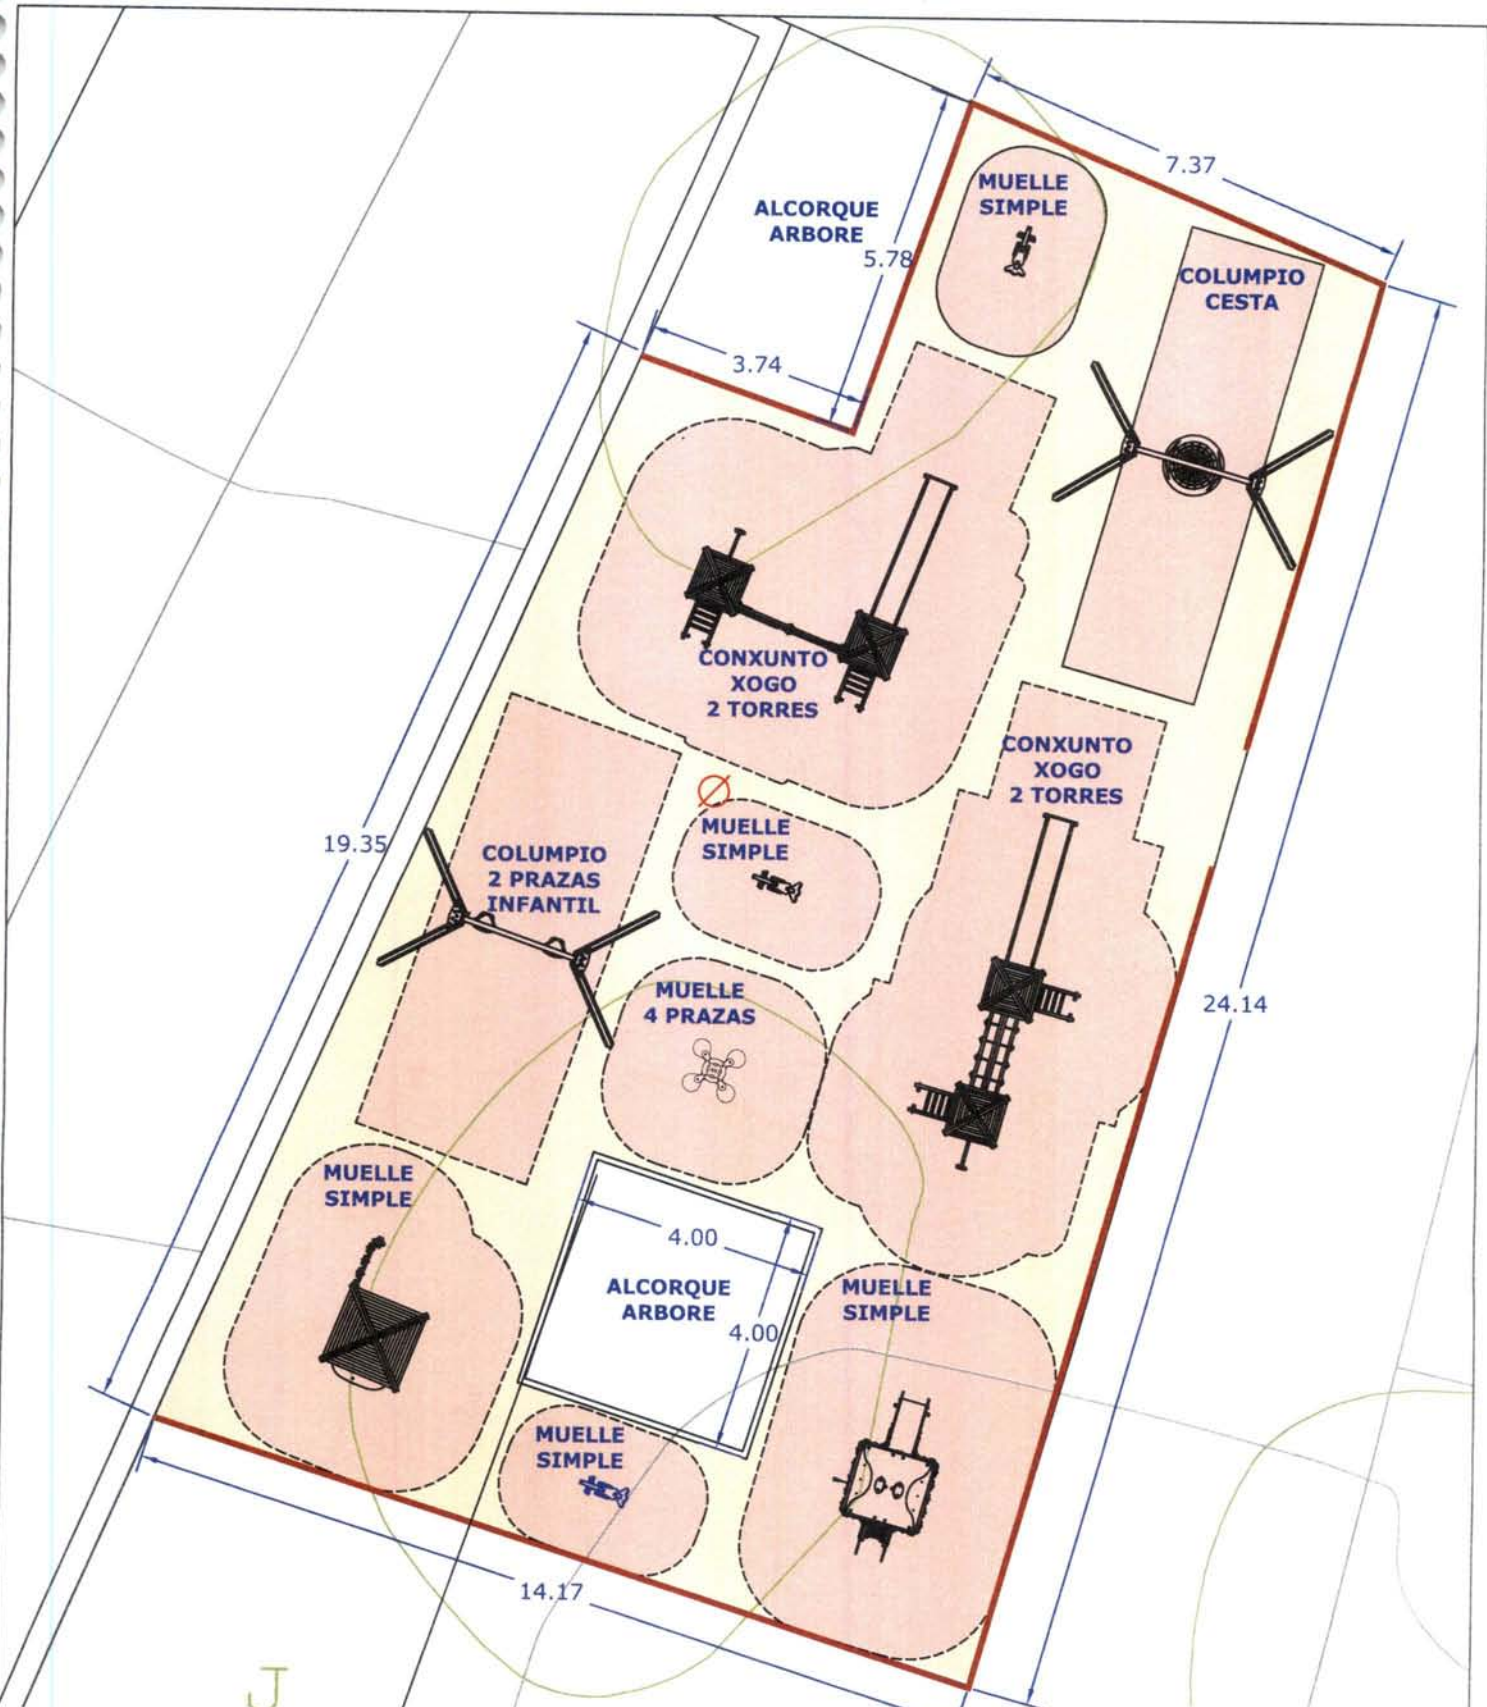 7.37
MUELLE
SIMPLE
ALCORQUE
ARBORE
5.78
COLUMPIO
CESTA
3.74
CONXUNTO
XOGO
2 TORRES
CONXUNTO
XOGO
2 TORRES
MUELLE
SIMPLE
19.35
COLUMPIO
2 PRAZAS
INFANTIL
MUELLE
4 PRAZAS
24.14
MUELLE
SIMPLE
4.00
ALCORQUE
ARBORE
4.00
MUELLE
SIMPLE
MUELLE
SIMPLE
14.17
J